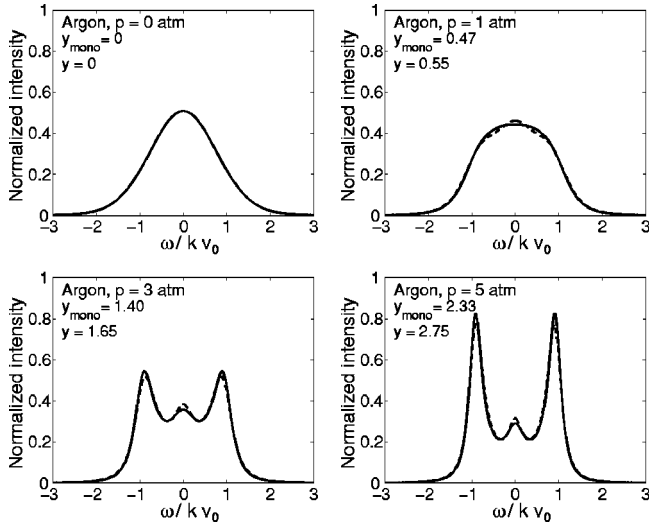 Argon, p = 0 atm
y_mono = 0
y = 0
Normalized intensity
1
0.8
0.6
0.4
0.2
0
−3 −2 −1 0 1 2 3
ω/ k v_0
Argon, p = 1 atm
y_mono = 0.47
y = 0.55
Normalized intensity
1
0.8
0.6
0.4
0.2
0
−3 −2 −1 0 1 2 3
ω/ k v_0
Argon, p = 3 atm
y_mono = 1.40
y = 1.65
Normalized intensity
1
0.8
0.6
0.4
0.2
0
−3 −2 −1 0 1 2 3
ω/ k v_0
Argon, p = 5 atm
y_mono = 2.33
y = 2.75
Normalized intensity
1
0.8
0.6
0.4
0.2
0
−3 −2 −1 0 1 2 3
ω/ k v_0